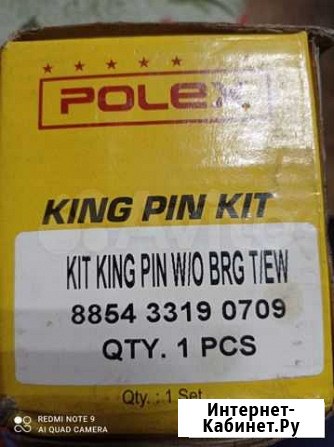 POLEX
KING PIN KIT
KIT KING PIN W/O BRG T/EW
8854 3319 0709
QTY. 1 PCS
Qty. : 1 Set
REDMI NOTE 9
AI QUAD CAMERA
Интернет-
Кабинет.Ру